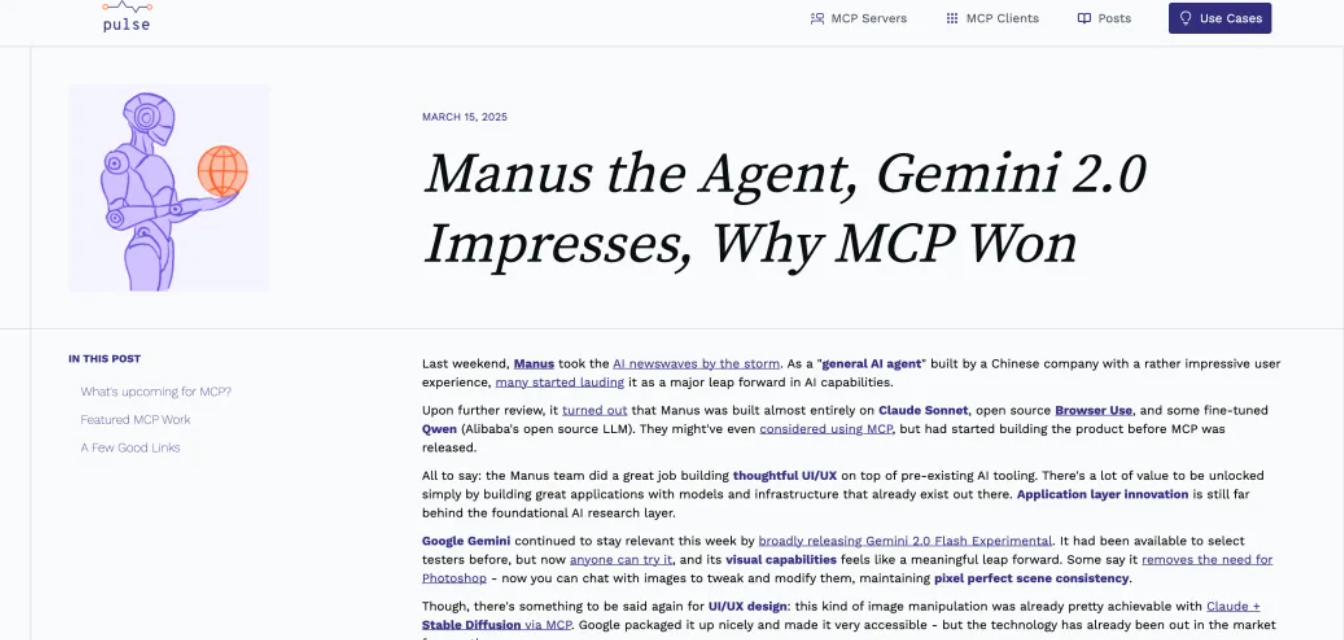 pulse
MCP Servers
MCP Clients
Posts
Use Cases
MARCH 15, 2025
Manus the Agent, Gemini 2.0
Impresses, Why MCP Won
IN THIS POST
What's upcoming for MCP?
Featured MCP Work
A Few Good Links
Last weekend, Manus took the AI newswaves by the storm. As a "general AI agent" built by a Chinese company with a rather impressive user
experience, many started lauding it as a major leap forward in AI capabilities.
Upon further review, it turned out that Manus was built almost entirely on Claude Sonnet, open source Browser Use, and some fine-tuned
Qwen (Alibaba's open source LLM). They might've even considered using MCP, but had started building the product before MCP was
released.
All to say: the Manus team did a great job building thoughtful UI/UX on top of pre-existing AI tooling. There's a lot of value to be unlocked
simply by building great applications with models and infrastructure that already exist out there. Application layer innovation is still far
behind the foundational AI research layer.
Google Gemini continued to stay relevant this week by broadly releasing Gemini 2.0 Flash Experimental. It had been available to select
testers before, but now anyone can try it, and its visual capabilities feels like a meaningful leap forward. Some say it removes the need for
Photoshop - now you can chat with images to tweak and modify them, maintaining pixel perfect scene consistency.
Though, there's something to be said again for UI/UX design: this kind of image manipulation was already pretty achievable with Claude +
Stable Diffusion via MCP. Google packaged it up nicely and made it very accessible - but the technology has already been out in the market